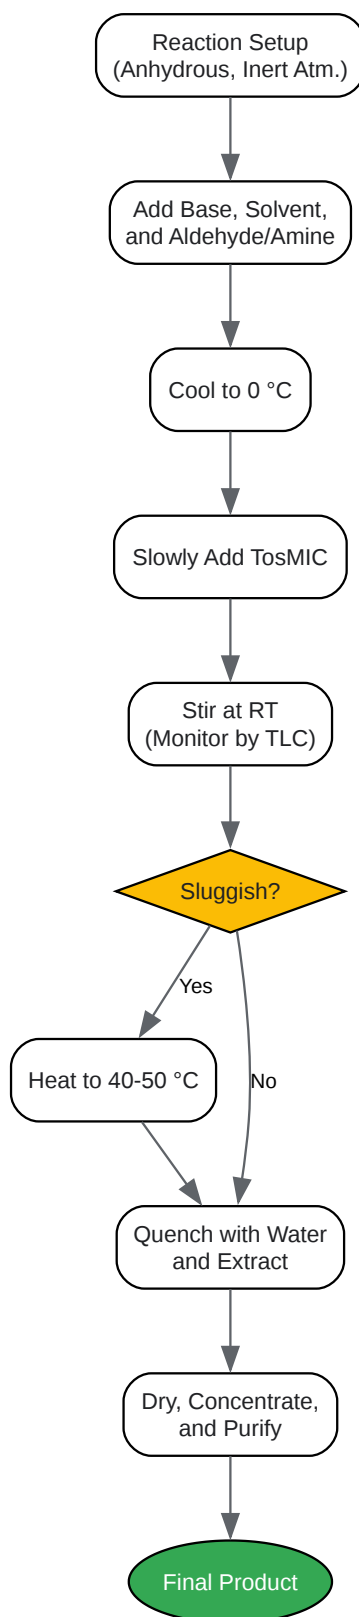 Reaction Setup
(Anhydrous, Inert Atm.)
Add Base, Solvent,
and Aldehyde/Amine
Cool to 0 °C
Slowly Add TosMIC
Stir at RT
(Monitor by TLC)
Sluggish?
Yes
Heat to 40-50 °C
No
Quench with Water
and Extract
Dry, Concentrate,
and Purify
Final Product